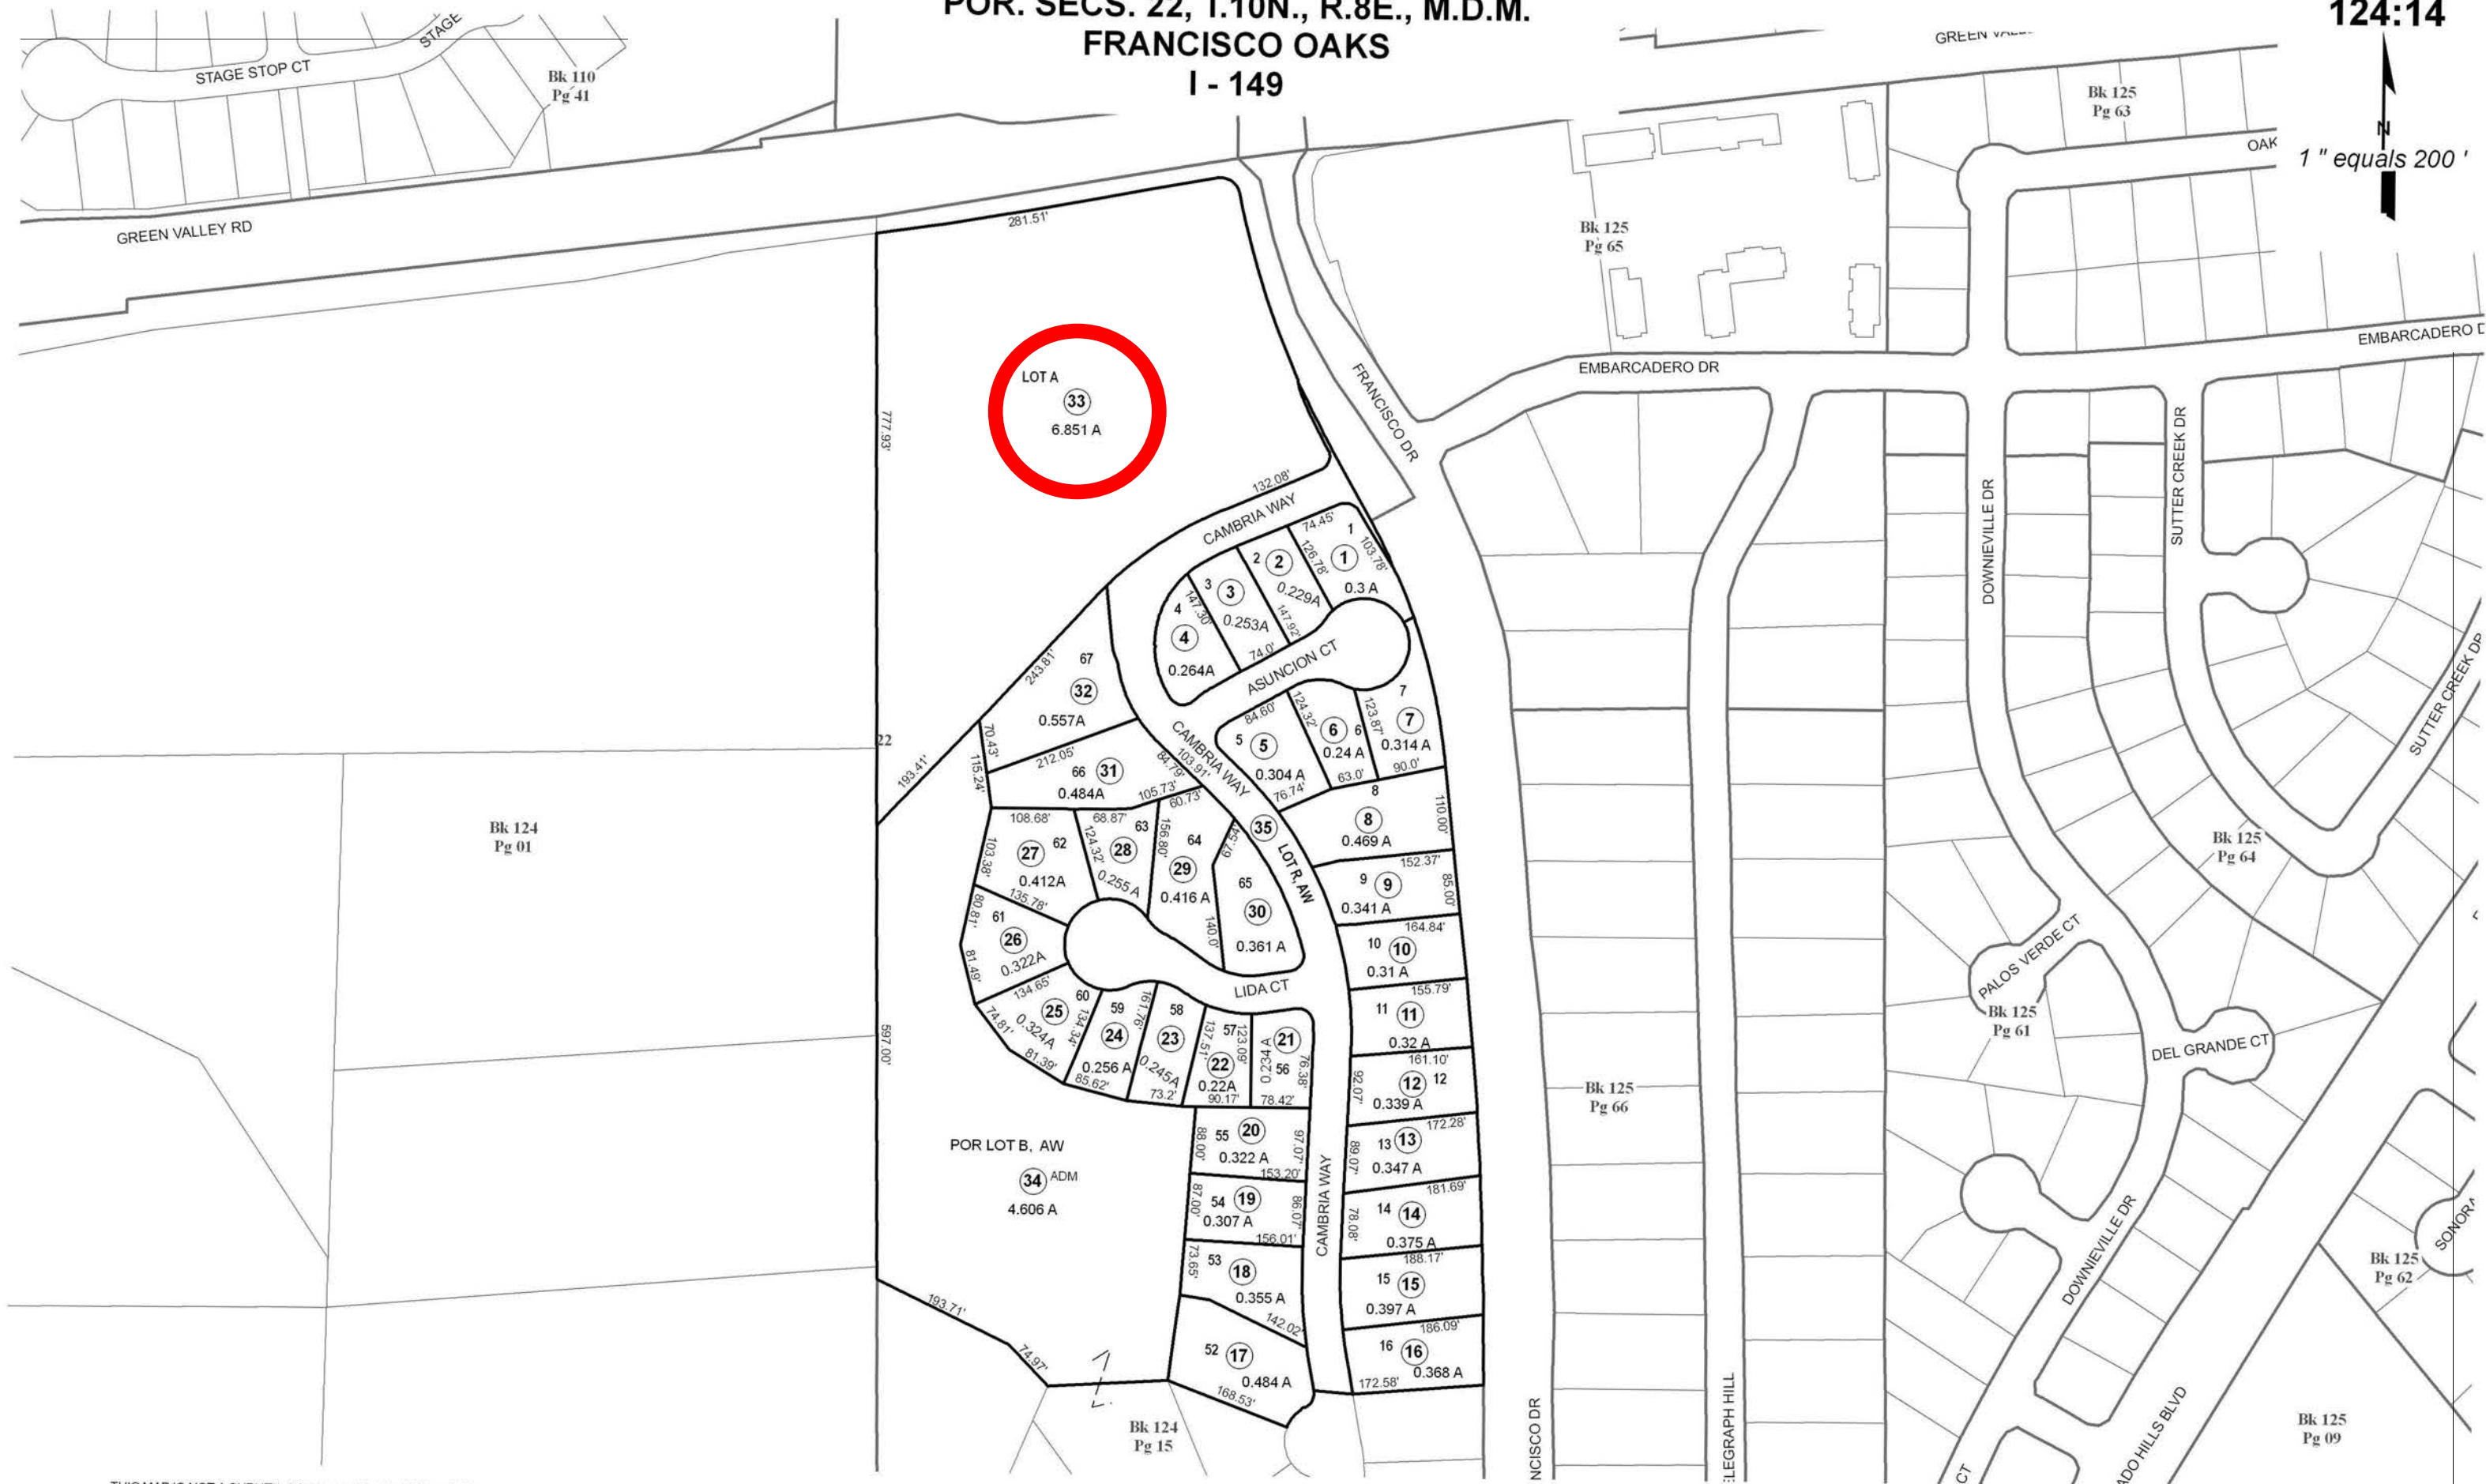 POR. SECS. 22, T.10N., R.8E., M.D.M.
FRANCISCO OAKS
I - 149
124:14
N
1 " equals 200 '
STAGE STOP CT
STAGE
Bk 110
Pg 41
GREEN VALLEY RD
281.51'
777.93'
LOT A
33
6.851 A
FRANCISCO DR
132.08'
CAMBRIA WAY
Bk 125
Pg 65
Bk 125
Pg 63
OAK
EMBARCADERO DR
EMBARCADERO D
DOWNIEVILLE DR
SUTTER CREEK DR
SUTTER CREEK DR
74.45'
1
1
103.78'
0.3 A
126.78'
2
2
0.229A
147.92'
3
3
0.253A
147.30'
74.0'
4
4
0.264A
ASUNCION CT
243.81'
67
32
0.557A
22
193.41'
70.43'
115.24'
212.05'
66
31
0.484A
105.73'
84.79'
103.91'
CAMBRIA WAY
84.60'
5
5
0.304 A
76.74'
124.32'
6
6
0.24 A
63.0'
123.87'
7
7
0.314 A
90.0'
8
8
0.469 A
110.00'
152.37'
35
LOT R, AW
108.68'
62
27
0.412A
103.38'
135.78'
68.87'
63
28
0.255 A
124.32'
60.73'
156.80'
64
29
0.416 A
67.54'
140.0'
65
30
0.361 A
9
9
0.341 A
85.00'
164.84'
80.81'
61
26
0.322A
81.49'
134.65'
10
10
0.31 A
155.79'
LIDA CT
60
25
0.324A
74.81'
81.39'
134.34'
59
24
0.256 A
85.62'
161.76'
58
23
0.245A
73.2'
137.51'
57
22
0.22A
90.17'
123.09'
21
56
0.234 A
76.38'
78.42'
11
11
0.32 A
161.10'
92.07'
12
12
0.339 A
172.28'
597.00'
POR LOT B, AW
34
ADM
4.606 A
88.00'
55
20
0.322 A
97.07'
153.20'
89.07'
13
13
0.347 A
181.69'
87.00'
54
19
0.307 A
86.07'
156.01'
CAMBRIA WAY
78.08'
14
14
0.375 A
188.17'
73.65'
53
18
0.355 A
142.02'
15
15
0.397 A
186.09'
193.71'
74.97'
52
17
0.484 A
168.53'
16
16
0.368 A
172.58'
Bk 124
Pg 01
Bk 124
Pg 15
Bk 125
Pg 66
Bk 125
Pg 64
PALOS VERDE CT
Bk 125
Pg 61
DEL GRANDE CT
DOWNIEVILLE DR
SONORA
Bk 125
Pg 62
Bk 125
Pg 09
NCISCO DR
ELEGRAPH HILL
CT
ADO HILLS BLVD